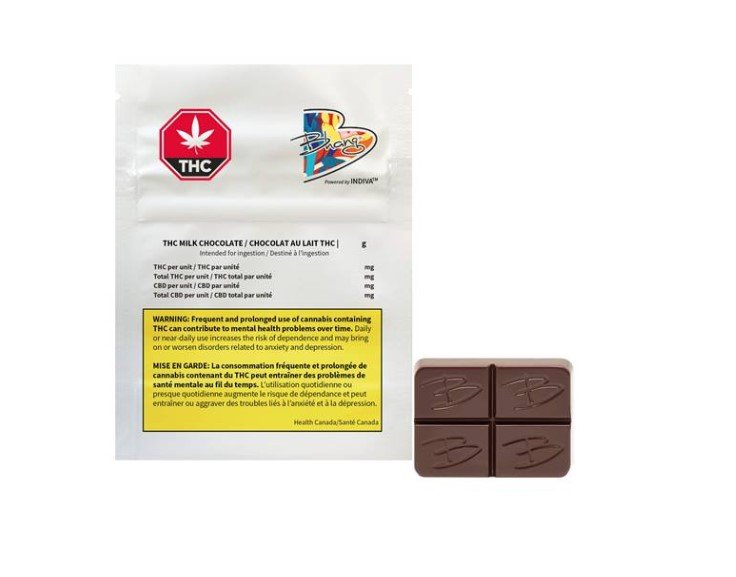 THC
Bhang
Powered by INDIVA™
THC MILK CHOCOLATE / CHOCOLAT AU LAIT THC | g
Intended for ingestion / Destiné à l'ingestion
THC per unit / THC par unité mg
Total THC per unit / THC total par unité mg
CBD per unit / CBD par unité mg
Total CBD per unit / CBD total par unité mg
WARNING: Frequent and prolonged use of cannabis containing
THC can contribute to mental health problems over time. Daily
or near-daily use increases the risk of dependence and may bring
on or worsen disorders related to anxiety and depression.
MISE EN GARDE: La consommation fréquente et prolongée de
cannabis contenant du THC peut entraîner des problèmes de
santé mentale au fil du temps. L'utilisation quotidienne ou
presque quotidienne augmente le risque de dépendance et peut
entraîner ou aggraver des troubles liés à l'anxiété et à la dépression.
Health Canada/Santé Canada
B B
B B